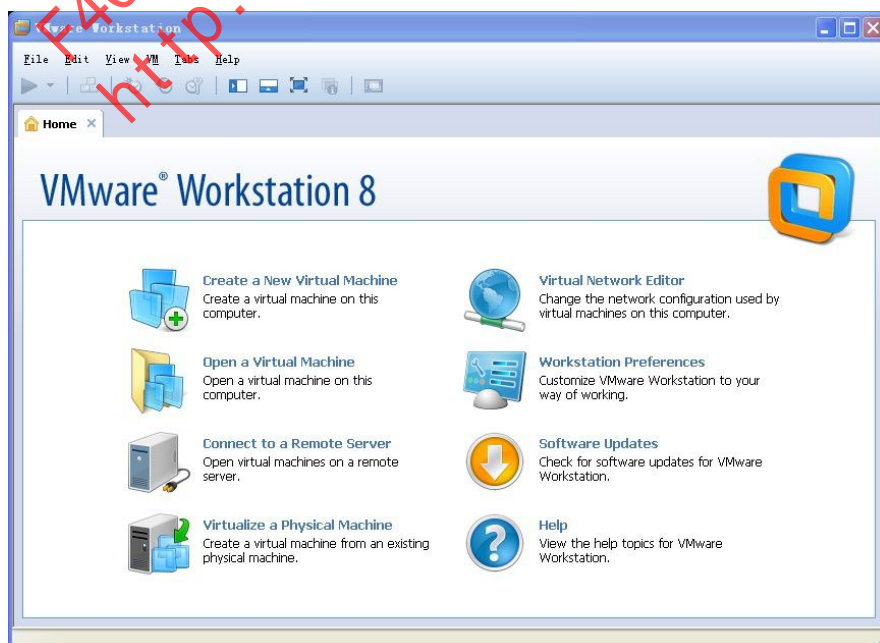 VMware Workstation
File Edit View VM Tabs Help
Home
VMware® Workstation 8
Create a New Virtual Machine
Create a virtual machine on this
computer.
Open a Virtual Machine
Open a virtual machine on this
computer.
Connect to a Remote Server
Open virtual machines on a remote
server.
Virtualize a Physical Machine
Create a virtual machine from an existing
physical machine.
Virtual Network Editor
Change the network configuration used by
virtual machines on this computer.
Workstation Preferences
Customize VMware Workstation to your
way of working.
Software Updates
Check for software updates for VMware
Workstation.
Help
View the help topics for VMware
Workstation.
http.